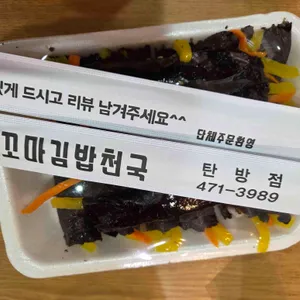 있게 드시고 리뷰 남겨주세요^^
단체주문환영
꼬마김밥천국
탄방점
471-3989